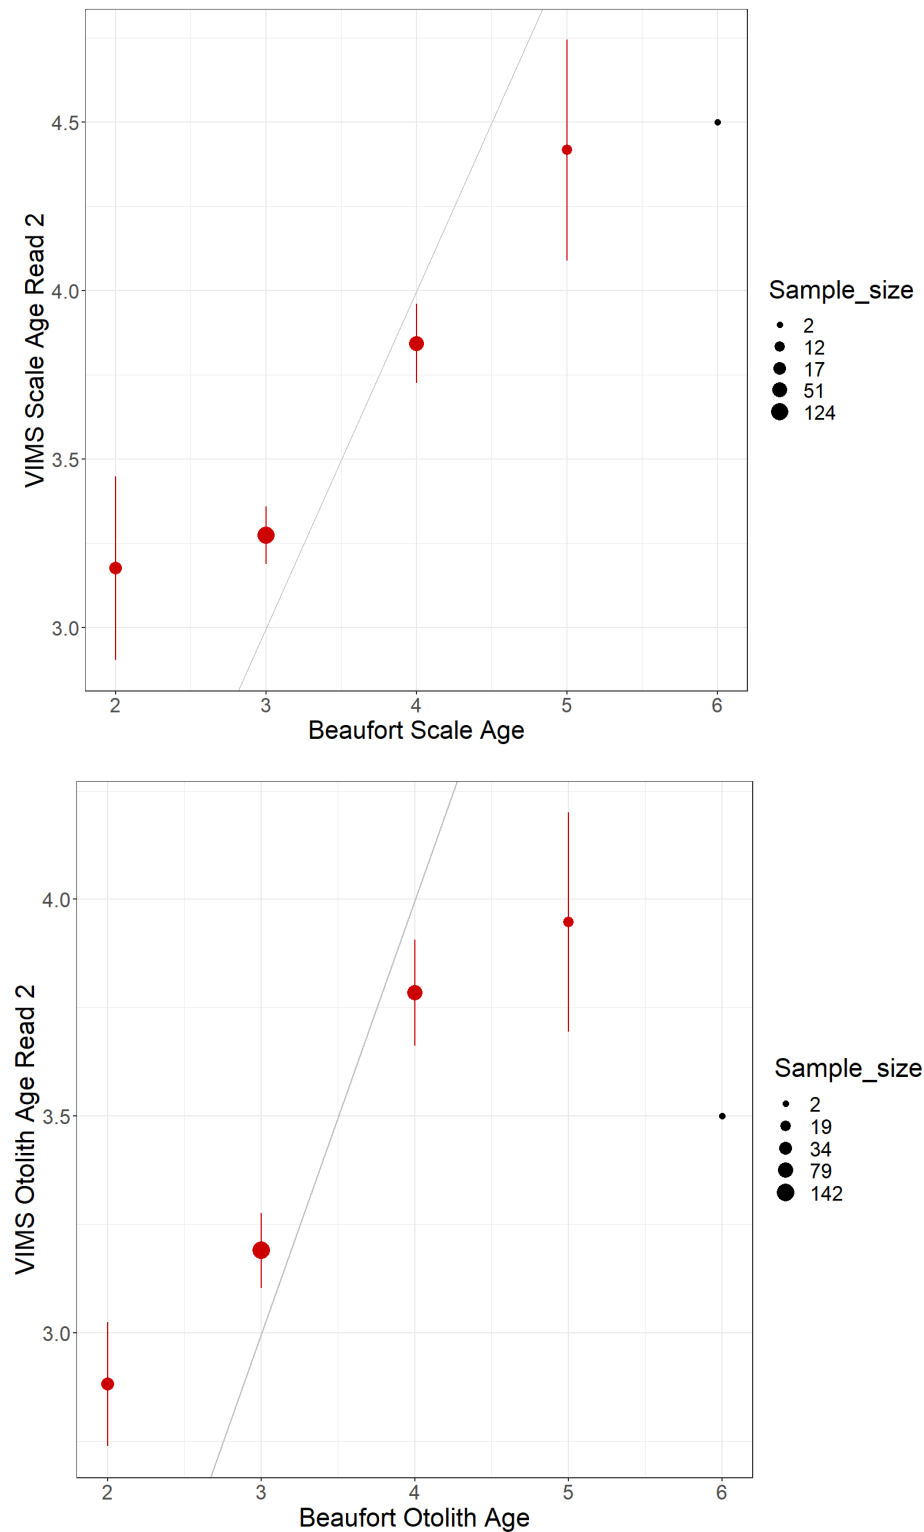 4.5
4.0
3.5
3.0
VIMS Scale Age Read 2
2 3 4 5 6
Beaufort Scale Age
Sample_size
2
12
17
51
124
4.0
3.5
3.0
VIMS Otolith Age Read 2
2 3 4 5 6
Beaufort Otolith Age
Sample_size
2
19
34
79
142